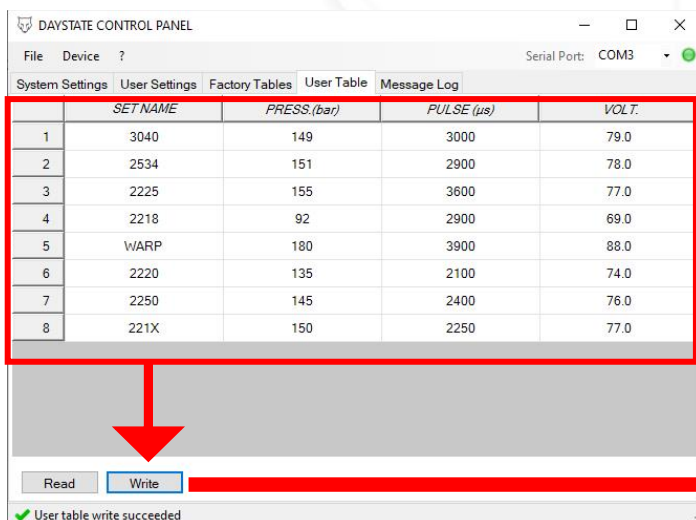 DAYSTATE CONTROL PANEL
File Device ? Serial Port: COM3
System Settings User Settings Factory Tables User Table Message Log
SET NAME PRESS.(bar) PULSE (µs) VOLT.
1 3040 149 3000 79.0
2 2534 151 2900 78.0
3 2225 155 3600 77.0
4 2218 92 2900 69.0
5 WARP 180 3900 88.0
6 2220 135 2100 74.0
7 2250 145 2400 76.0
8 221X 150 2250 77.0
Read Write
User table write succeeded